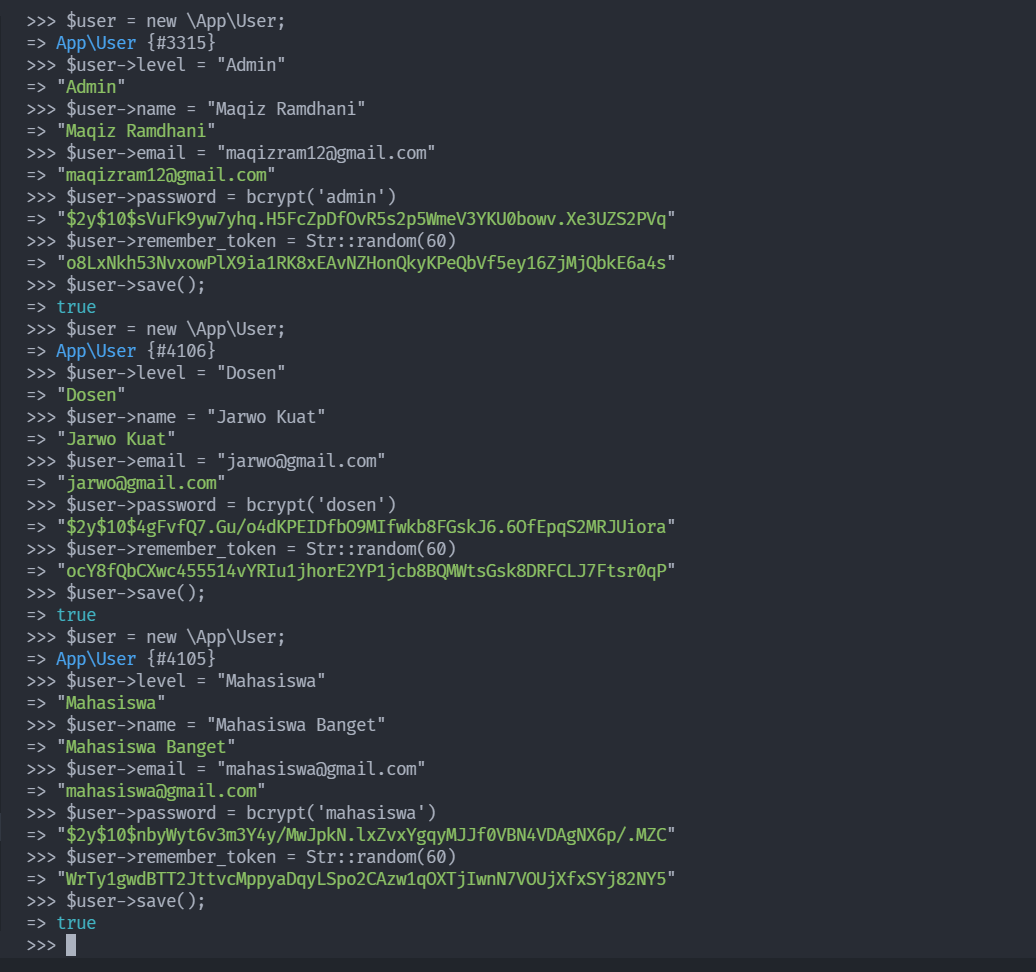 >>> $user = new \App\User;
=> App\User {#3315}
>>> $user->level = "Admin"
=> "Admin"
>>> $user->name = "Maqiz Ramdhani"
=> "Maqiz Ramdhani"
>>> $user->email = "maqizram12@gmail.com"
=> "maqizram12@gmail.com"
>>> $user->password = bcrypt('admin')
=> "$2y$10$sVuFk9yw7yhq.H5FcZpDfOvR5s2p5WmeV3YKU0bowv.Xe3UZS2PVq"
>>> $user->remember_token = Str::random(60)
=> "o8LxNkh53NvxowPlX9ia1RK8xEAvNZHonQkyKPeQbVf5ey16ZjMjQbkE6a4s"
>>> $user->save();
=> true
>>> $user = new \App\User;
=> App\User {#4106}
>>> $user->level = "Dosen"
=> "Dosen"
>>> $user->name = "Jarwo Kuat"
=> "Jarwo Kuat"
>>> $user->email = "jarwo@gmail.com"
=> "jarwo@gmail.com"
>>> $user->password = bcrypt('dosen')
=> "$2y$10$4gFvfQ7.Gu/o4dKPEIDfbO9MIfwkb8FGskJ6.6OfEpqS2MRJUiora"
>>> $user->remember_token = Str::random(60)
=> "ocY8fQbCXwc455514vYRIu1jhorE2YP1jcb8BQMWtsGsk8DRFCLJ7Ftsr0qP"
>>> $user->save();
=> true
>>> $user = new \App\User;
=> App\User {#4105}
>>> $user->level = "Mahasiswa"
=> "Mahasiswa"
>>> $user->name = "Mahasiswa Banget"
=> "Mahasiswa Banget"
>>> $user->email = "mahasiswa@gmail.com"
=> "mahasiswa@gmail.com"
>>> $user->password = bcrypt('mahasiswa')
=> "$2y$10$nbyWyt6v3m3Y4y/MwJpkN.lxZvxYgqyMJJf0VBN4VDAgNX6p/.MZC"
>>> $user->remember_token = Str::random(60)
=> "WrTy1gwdBTT2JttvcMppyaDqyLSpo2CAzw1qOXTjIwnN7VOUjXfxSYj82NY5"
>>> $user->save();
=> true
>>>